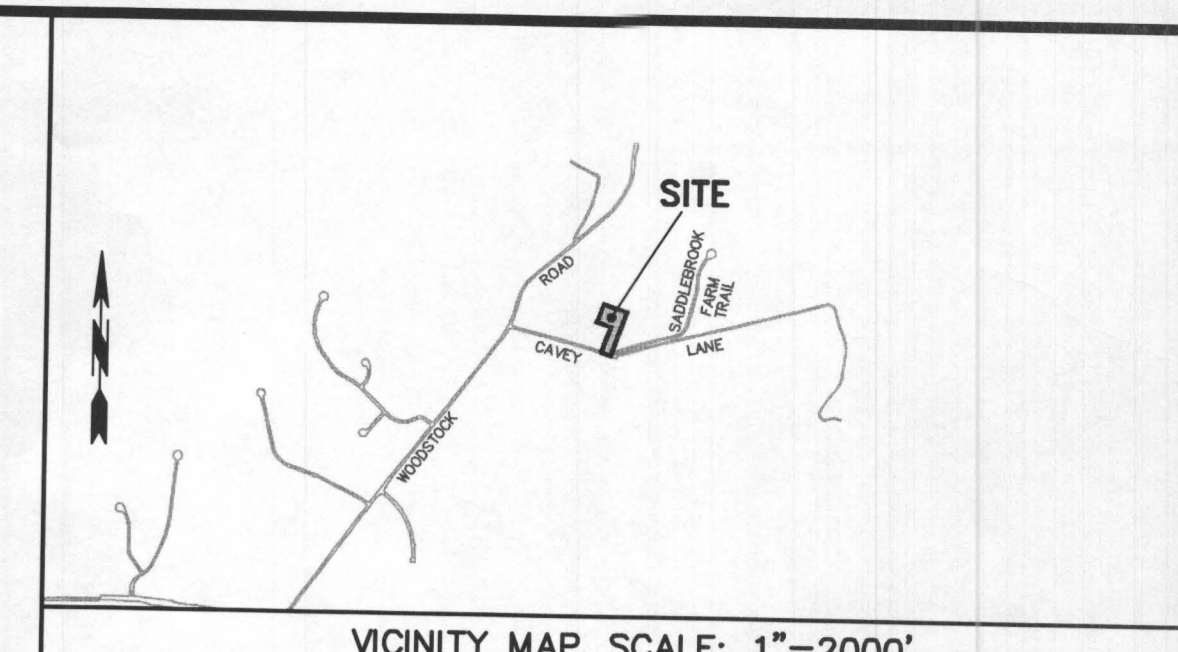 SITE
ROAD
SADDLEBROOK
FARM
TRAIL
CAVEY
LANE
WOODSTOCK
N
VICINITY MAP SCALE: 1"=2000'